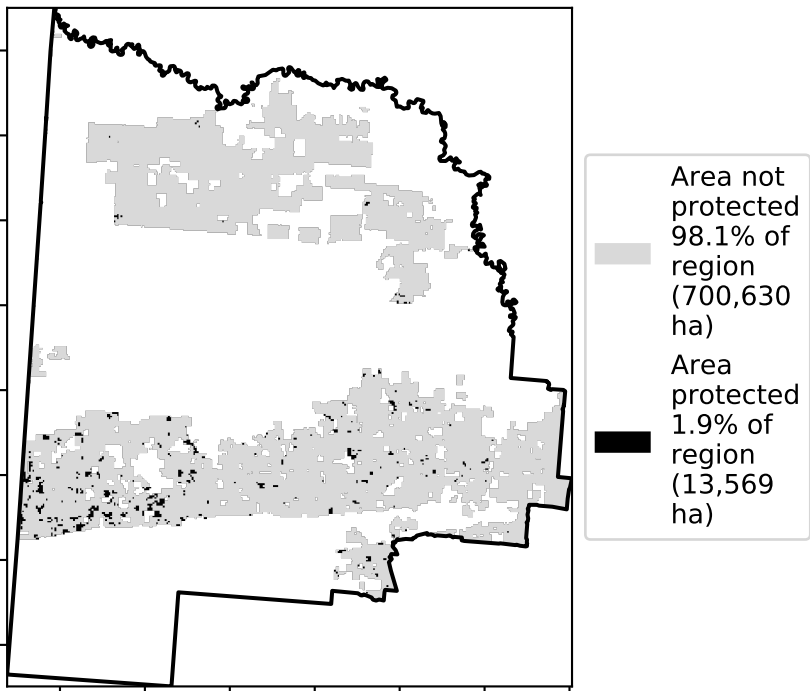 Area not
protected
98.1% of
region
(700,630
ha)
Area
protected
1.9% of
region
(13,569
ha)